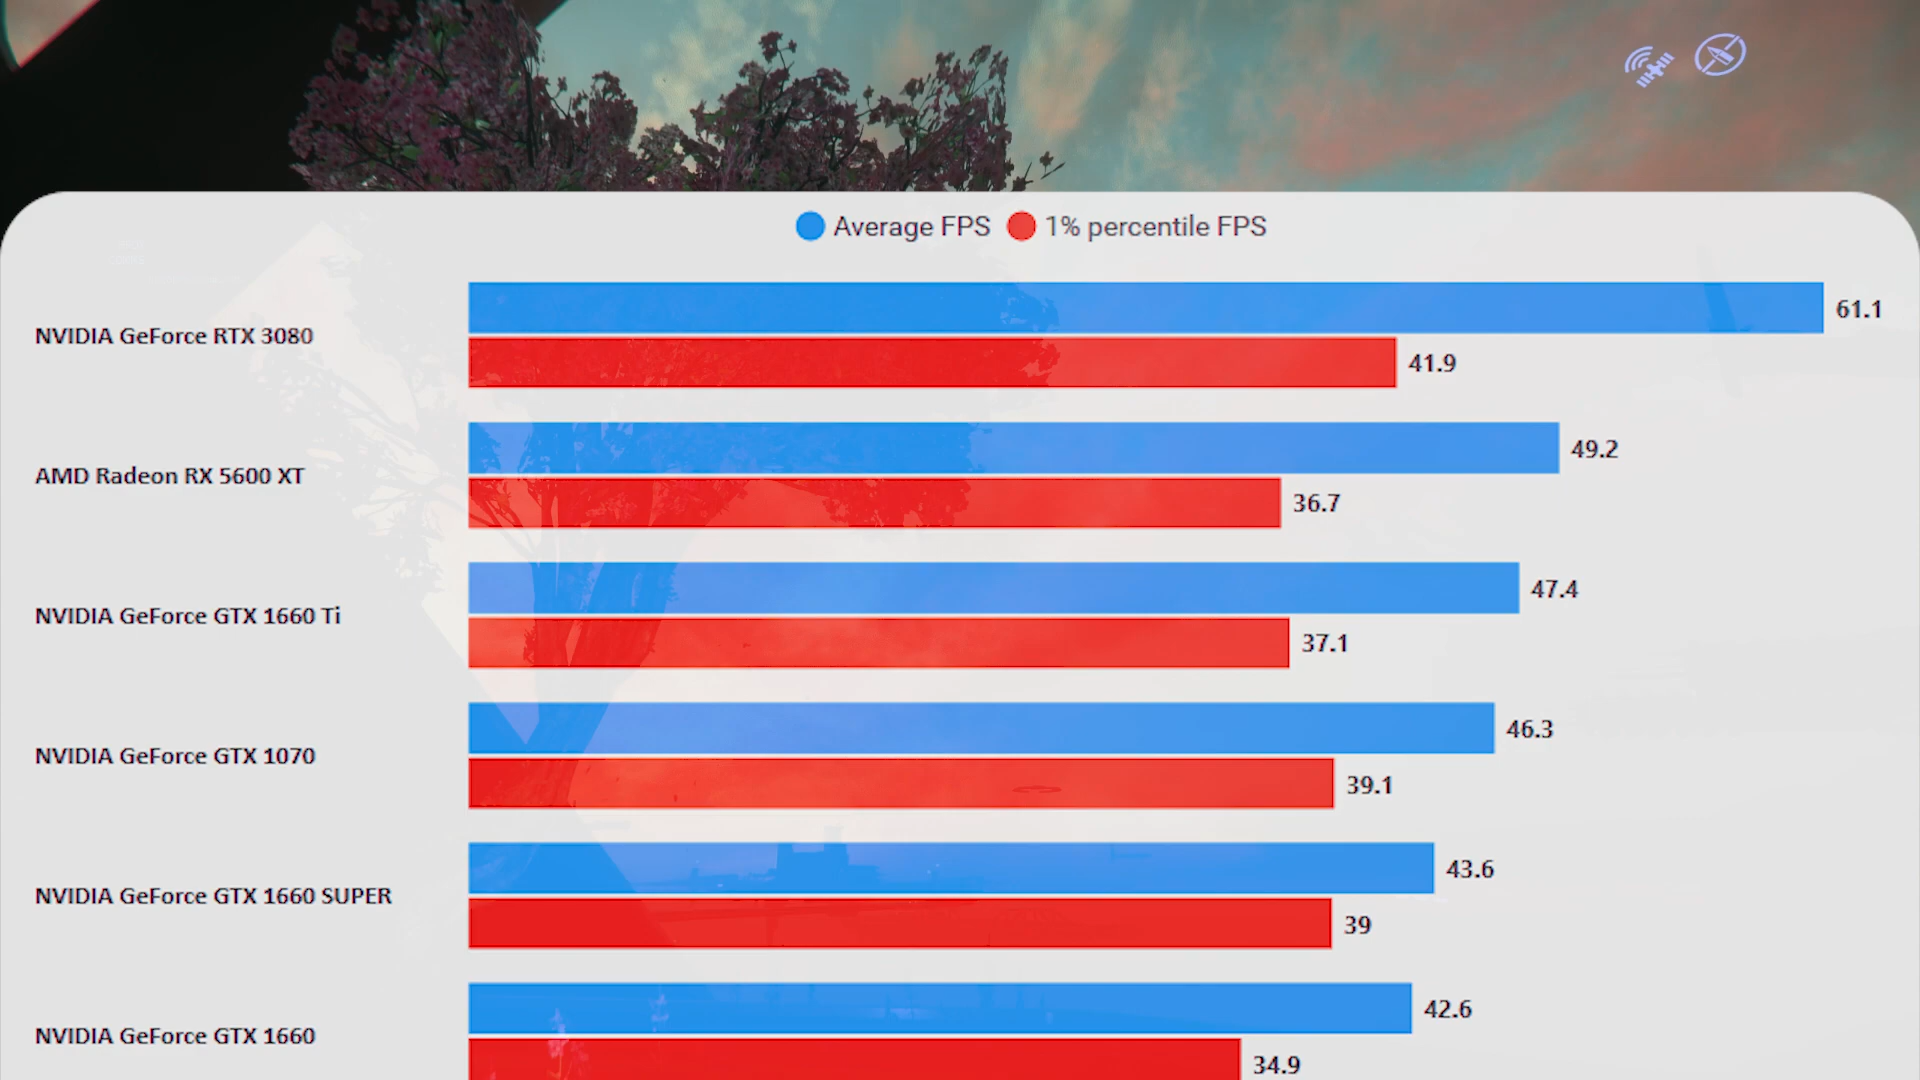 Average FPS 1% percentile FPS
NVIDIA GeForce RTX 3080
61.1
41.9
AMD Radeon RX 5600 XT
49.2
36.7
NVIDIA GeForce GTX 1660 Ti
47.4
37.1
NVIDIA GeForce GTX 1070
46.3
39.1
NVIDIA GeForce GTX 1660 SUPER
43.6
39
NVIDIA GeForce GTX 1660
42.6
34.9